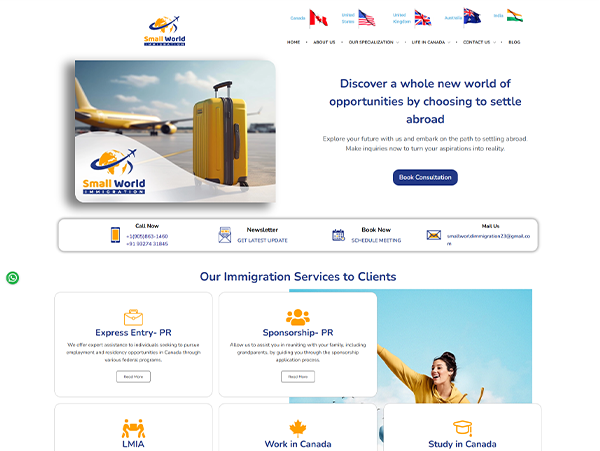 Small World
IMMIGRATION
Canada
United States
United Kingdom
Australia
India
HOME
ABOUT US
OUR SPECIALIZATION
LIFE IN CANADA
CONTACT US
BLOG
Discover a whole new world of
opportunities by choosing to settle
abroad
Explore your future with us and embark on the path to settling abroad.
Make inquiries now to turn your aspirations into reality.
Book Consultation
Small World
IMMIGRATION
Call Now
+1(905)863-1460
+91 90274 31845
Newsletter
GET LATEST UPDATE
Book Now
SCHEDULE MEETING
Mail Us
smallworldimmigration23@gmail.co
m
Our Immigration Services to Clients
Express Entry- PR
We offer expert assistance to individuals seeking to pursue
employment and residency opportunities in Canada through
various federal programs.
Read More
Sponsorship- PR
Allow us to assist you in reuniting with your family, including
grandparents, by guiding you through the sponsorship
application process.
Read More
LMIA
Work in Canada
Study in Canada